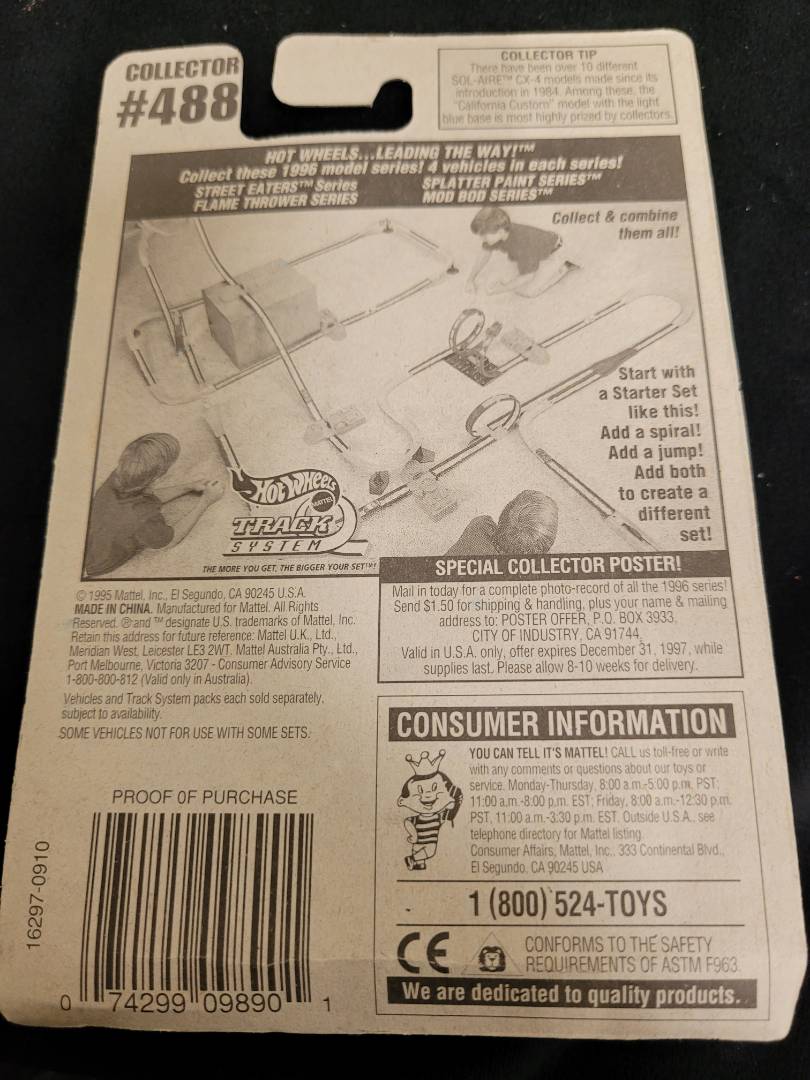 COLLECTOR
#488
COLLECTOR TIP
There have been over 10 different
SOL-AIRE™ CX-4 models made since its
introduction in 1984. Among these, the
"California Custom" model with the light
blue base is most highly prized by collectors.
HOT WHEELS...LEADING THE WAY!™
Collect these 1996 model series! 4 vehicles in each series!
STREET EATERS™ Series
FLAME THROWER SERIES
SPLATTER PAINT SERIES™
MOD BOD SERIES™
Collect & combine
them all!
Start with
a Starter Set
like this!
Add a spiral!
Add a jump!
Add both
to create a
different
set!
Hot Wheels
MATTEL
TRACK
SYSTEM
THE MORE YOU GET, THE BIGGER YOUR SET™!
SPECIAL COLLECTOR POSTER!
Mail in today for a complete photo-record of all the 1996 series!
Send $1.50 for shipping & handling, plus your name & mailing
address to: POSTER OFFER, P.O. BOX 3933,
CITY OF INDUSTRY, CA 91744.
Valid in U.S.A. only, offer expires December 31, 1997, while
supplies last. Please allow 8-10 weeks for delivery.
© 1995 Mattel, Inc., El Segundo, CA 90245 U.S.A.
MADE IN CHINA. Manufactured for Mattel. All Rights
Reserved. ® and ™ designate U.S. trademarks of Mattel, Inc.
Retain this address for future reference: Mattel U.K., Ltd.,
Meridian West, Leicester LE3 2WT. Mattel Australia Pty., Ltd.,
Port Melbourne, Victoria 3207 - Consumer Advisory Service
1-800-800-812 (Valid only in Australia).
Vehicles and Track System packs each sold separately,
subject to availability.
SOME VEHICLES NOT FOR USE WITH SOME SETS.
CONSUMER INFORMATION
YOU CAN TELL IT'S MATTEL! CALL us toll-free or write
with any comments or questions about our toys or
service. Monday-Thursday, 8:00 a.m.-5:00 p.m. PST;
11:00 a.m.-8:00 p.m. EST; Friday, 8:00 a.m.-12:30 p.m.
PST, 11:00 a.m.-3:30 p.m. EST. Outside U.S.A., see
telephone directory for Mattel listing.
Consumer Affairs, Mattel, Inc., 333 Continental Blvd.,
El Segundo, CA 90245 USA
1 (800) 524-TOYS
CE
CONFORMS TO THE SAFETY
REQUIREMENTS OF ASTM F963.
We are dedicated to quality products.
PROOF OF PURCHASE
16297-0910
0 74299 09890 1